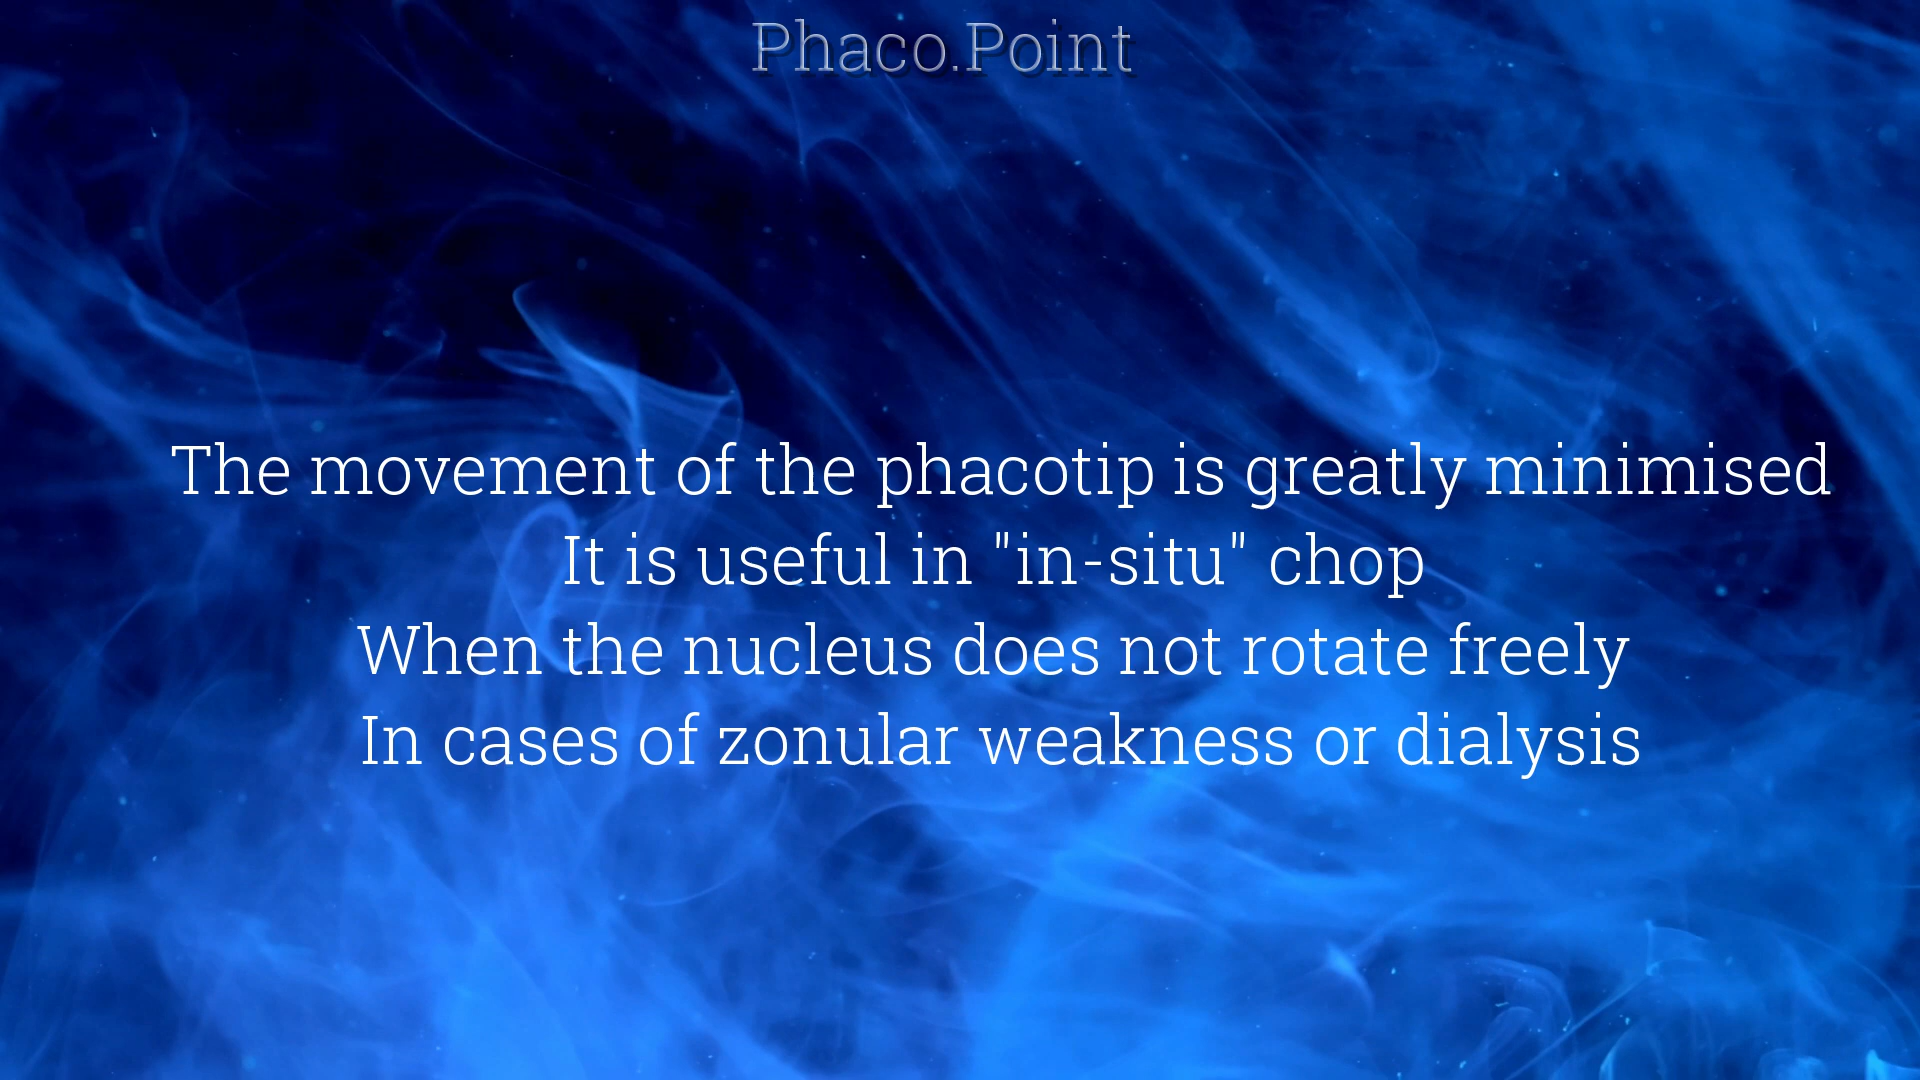 Phaco.Point
The movement of the phacotip is greatly minimised
It is useful in "in-situ" chop
When the nucleus does not rotate freely
In cases of zonular weakness or dialysis